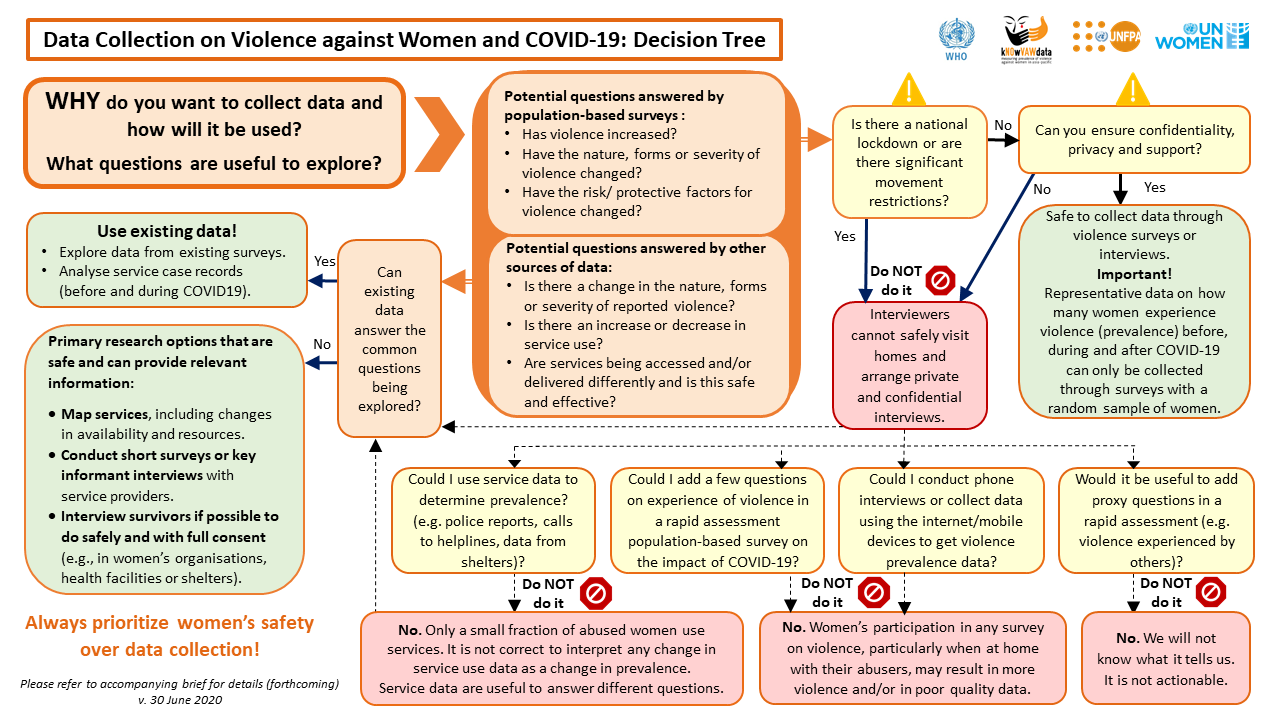 Data Collection on Violence against Women and COVID-19: Decision Tree
WHO
kNOwVAWdata
measuring prevalence of violence
against women in asia pacific
UNFPA
UN
WOMEN
WHY do you want to collect data and
how will it be used?
What questions are useful to explore?
Potential questions answered by
population-based surveys :
• Has violence increased?
• Have the nature, forms or severity of
violence changed?
• Have the risk/ protective factors for
violence changed?
Potential questions answered by other
sources of data:
• Is there a change in the nature, forms
or severity of reported violence?
• Is there an increase or decrease in
service use?
• Are services being accessed and/or
delivered differently and is this safe
and effective?
Is there a national
lockdown or are
there significant
movement
restrictions?
No
Can you ensure confidentiality,
privacy and support?
No
Yes
Yes
Do NOT
do it
Safe to collect data through
violence surveys or
interviews.
Important!
Representative data on how
many women experience
violence (prevalence) before,
during and after COVID-19
can only be collected
through surveys with a
random sample of women.
Interviewers
cannot safely visit
homes and
arrange private
and confidential
interviews.
Can
existing
data
answer the
common
questions
being
explored?
Yes
No
Use existing data!
• Explore data from existing surveys.
• Analyse service case records
(before and during COVID19).
Primary research options that are
safe and can provide relevant
information:
• Map services, including changes
in availability and resources.
• Conduct short surveys or key
informant interviews with
service providers.
• Interview survivors if possible to
do safely and with full consent
(e.g., in women's organisations,
health facilities or shelters).
Could I use service data to
determine prevalence?
(e.g. police reports, calls
to helplines, data from
shelters)?
Could I add a few questions
on experience of violence in
a rapid assessment
population-based survey on
the impact of COVID-19?
Could I conduct phone
interviews or collect data
using the internet/mobile
devices to get violence
prevalence data?
Would it be useful to add
proxy questions in a
rapid assessment (e.g.
violence experienced by
others)?
Do NOT
do it
Do NOT
do it
Do NOT
do it
No. Only a small fraction of abused women use
services. It is not correct to interpret any change in
service use data as a change in prevalence.
Service data are useful to answer different questions.
No. Women's participation in any survey
on violence, particularly when at home
with their abusers, may result in more
violence and/or in poor quality data.
No. We will not
know what it tells us.
It is not actionable.
Always prioritize women's safety
over data collection!
Please refer to accompanying brief for details (forthcoming)
v. 30 June 2020